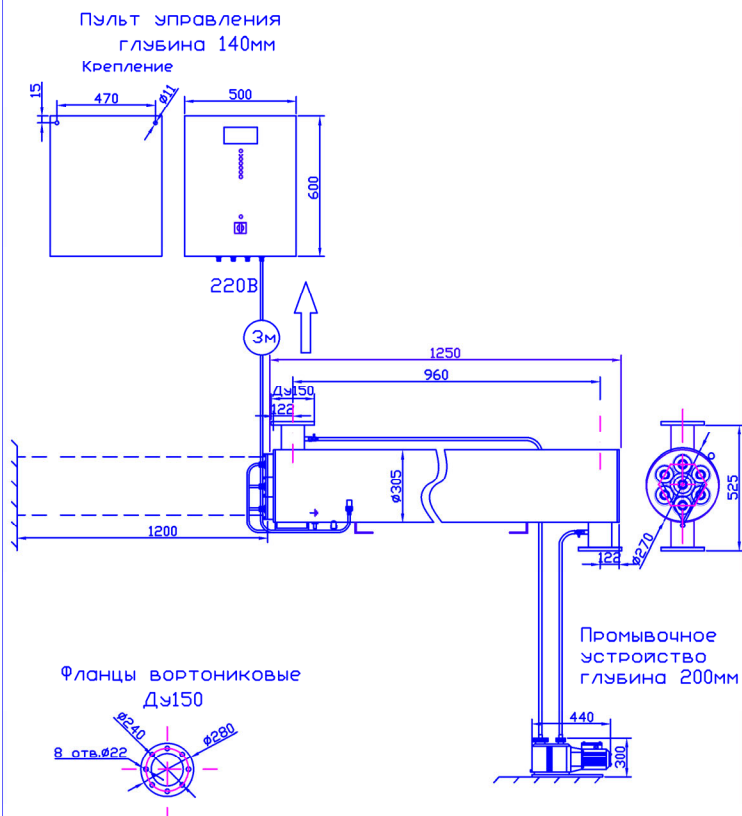 Пульт управления
глубина 140мм
Крепление
15
470
ø11
500
600
220В
3м
1250
960
Ду150
122
ø305
1200
525
ø270
122
Промывочное
устройство
глубина 200мм
Фланцы вортониковые
Ду150
ø240
ø280
8 отв.ø22
440
300